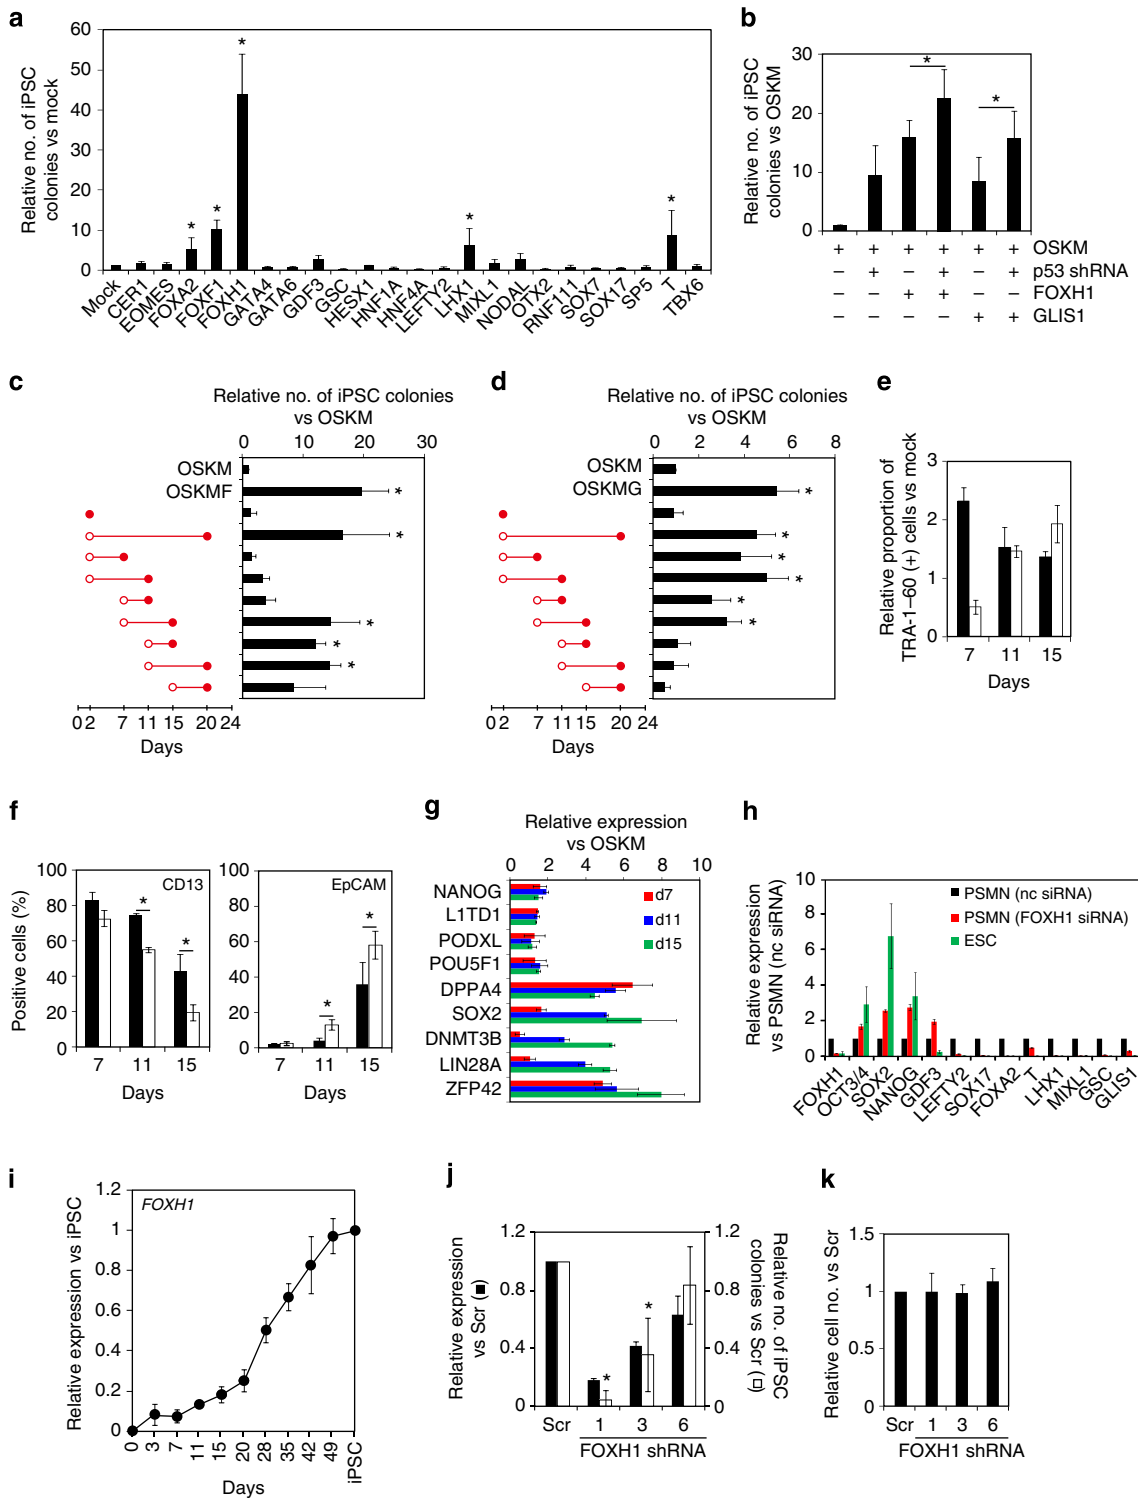 a
Relative no. of iPSC
colonies vs mock
60
50
40
30
20
10
0
* * * * *
Mock
CER1
EOMES
FOXA2
FOXF1
FOXH1
GATA4
GATA6
GDF3
GSC
HESX1
HNF1A
HNF4A
LEFTY2
LHX1
MIXL1
NODAL
OTX2
RNF111
SOX7
SOX17
SP5
T
TBX6
b
Relative no. of iPSC
colonies vs OSKM
30
20
10
0
* *
+ + + + + + OSKM
– + – + – + p53 shRNA
– – + + – – FOXH1
– – – – + + GLIS1
c
Relative no. of iPSC colonies
vs OSKM
0 10 20 30
OSKM
OSKMF *
*
*
*
*
0 2 7 11 15 20 24
Days
d
Relative no. of iPSC colonies
vs OSKM
0 2 4 6 8
OSKM
OSKMG *
*
*
*
*
*
0 2 7 11 15 20 24
Days
e
Relative proportion of
TRA-1–60 (+) cells vs mock
3
2
1
0
7 11 15
Days
f
Positive cells (%)
100
80
60
40
20
0
CD13
* *
7 11 15
100
80
60
40
20
0
EpCAM
* *
7 11 15
g
Relative expression
vs OSKM
0 2 4 6 8 10
NANOG
L1TD1
PODXL
POU5F1
DPPA4
SOX2
DNMT3B
LIN28A
ZFP42
d7
d11
d15
h
Relative expression
vs PSMN (nc siRNA)
10
8
6
4
2
0
PSMN (nc siRNA)
PSMN (FOXH1 siRNA)
ESC
FOXH1
OCT3/4
SOX2
NANOG
GDF3
LEFTY2
SOX17
FOXA2
T
LHX1
MIXL1
GSC
GLIS1
i
Relative expression vs iPSC
1.2
1
0.8
0.6
0.4
0.2
0
FOXH1
0 3 7 11 15 20 28 35 42 49 iPSC
Days
j
Relative expression
vs Scr (■)
1.2
0.8
0.4
0
* *
1.2
0.8
0.4
0
Relative no. of iPSC
colonies vs Scr (□)
Scr 1 3 6
FOXH1 shRNA
k
Relative cell no. vs Scr
1.5
1
0.5
0
Scr 1 3 6
FOXH1 shRNA